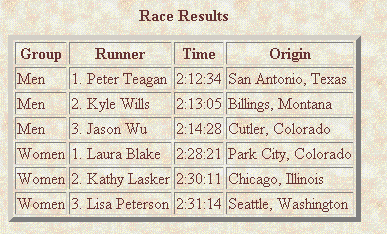 Race Results
Group Runner Time Origin
Men 1. Peter Teagan 2:12:34 San Antonio, Texas
Men 2. Kyle Wills 2:13:05 Billings, Montana
Men 3. Jason Wu 2:14:28 Cutler, Colorado
Women 1. Laura Blake 2:28:21 Park City, Colorado
Women 2. Kathy Lasker 2:30:11 Chicago, Illinois
Women 3. Lisa Peterson 2:31:14 Seattle, Washington